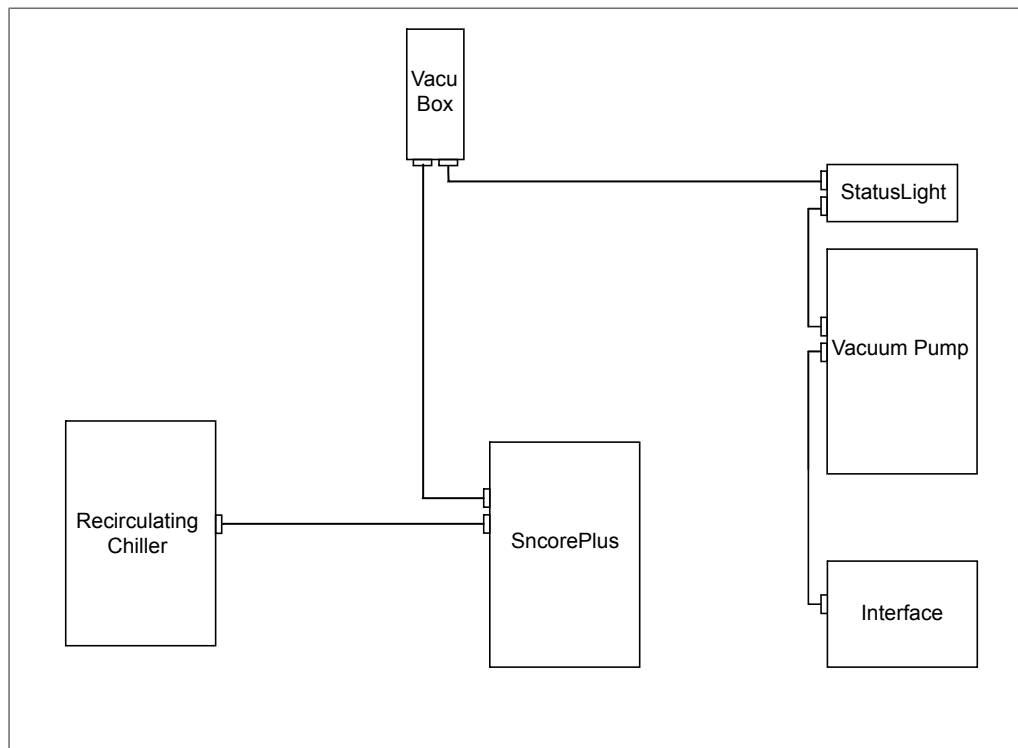 Vacu
Box
StatusLight
Vacuum Pump
Recirculating
Chiller
SncorePlus
Interface